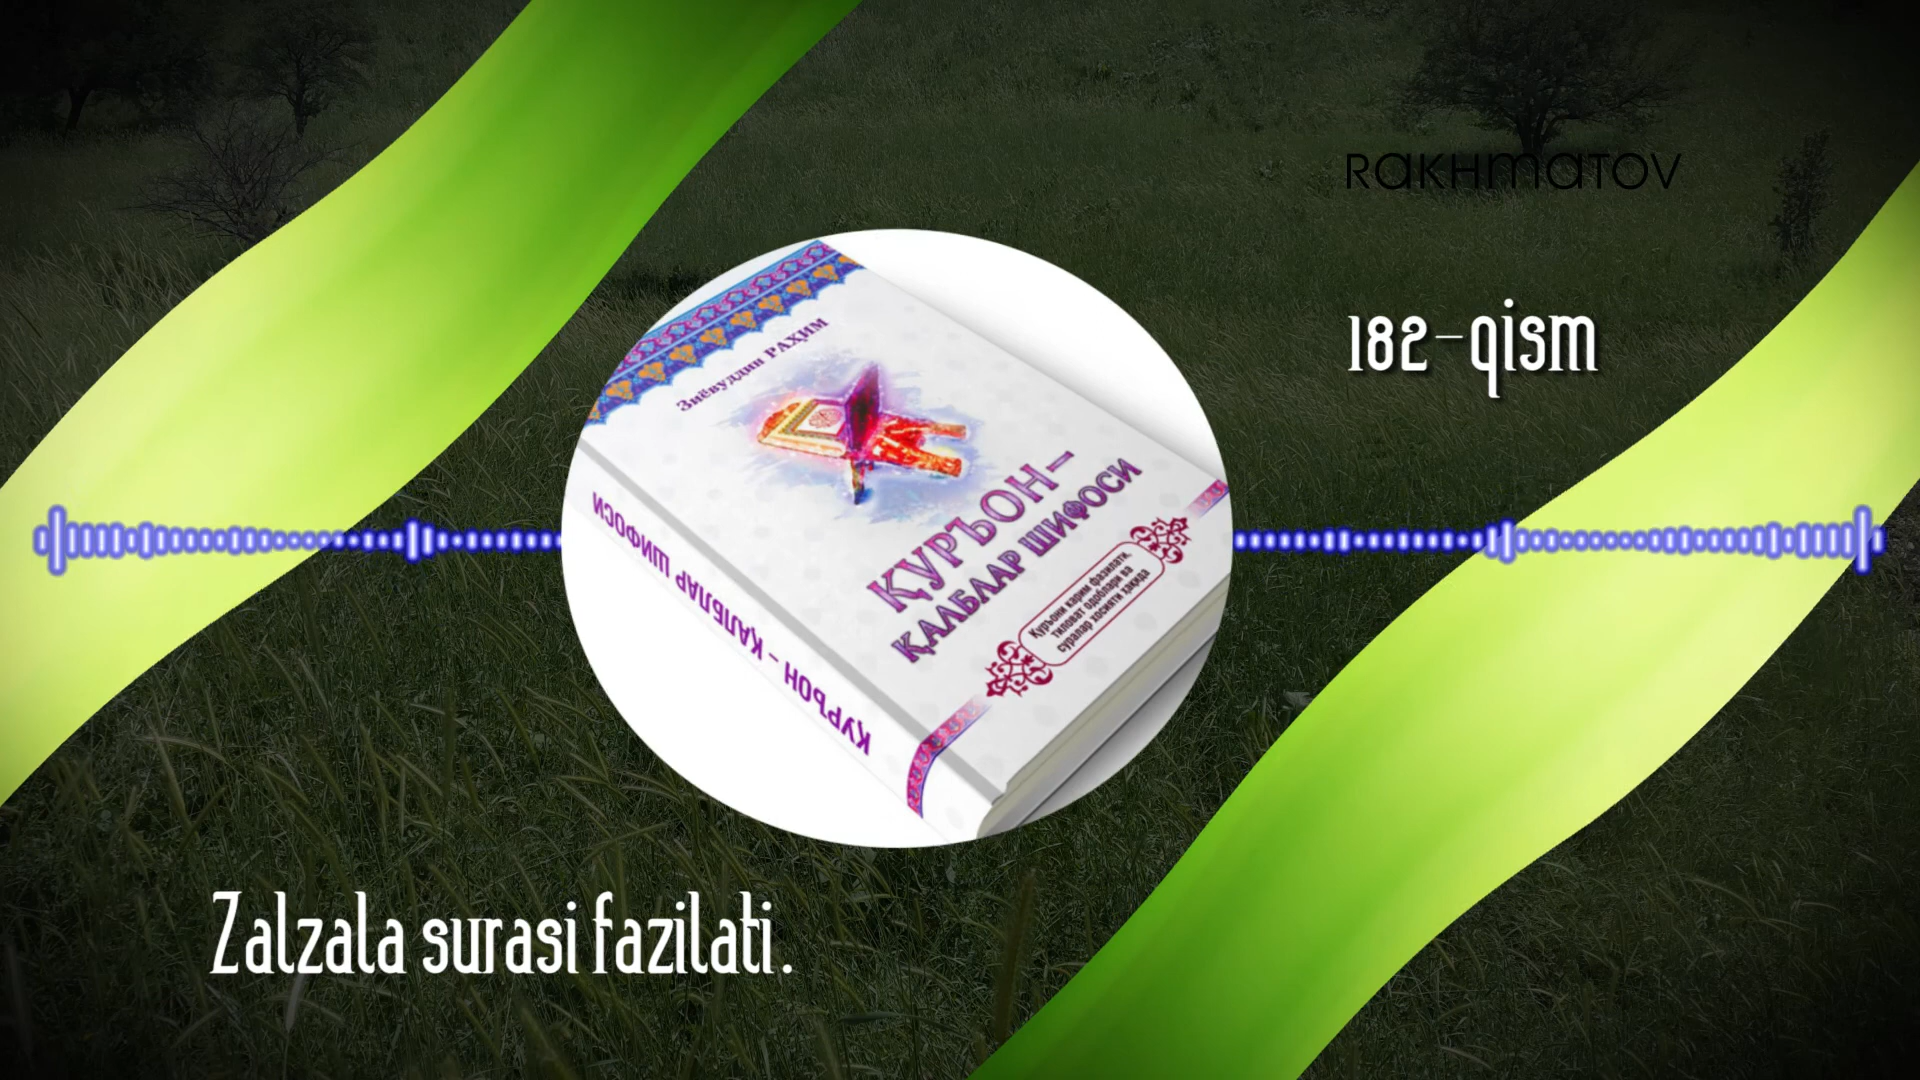 RAKHMATOV
182-qism
Зиёвуддин РАҲИМ
ҚУРЪОН–
ҚАЛБЛАР ШИФОСИ
Қуръони карим фазилати,
тиловат одоблари ва
суралар хосияти ҳақида
ҚУРЪОН – ҚАЛБЛАР ШИФОСИ
Zalzala surasi fazilati.